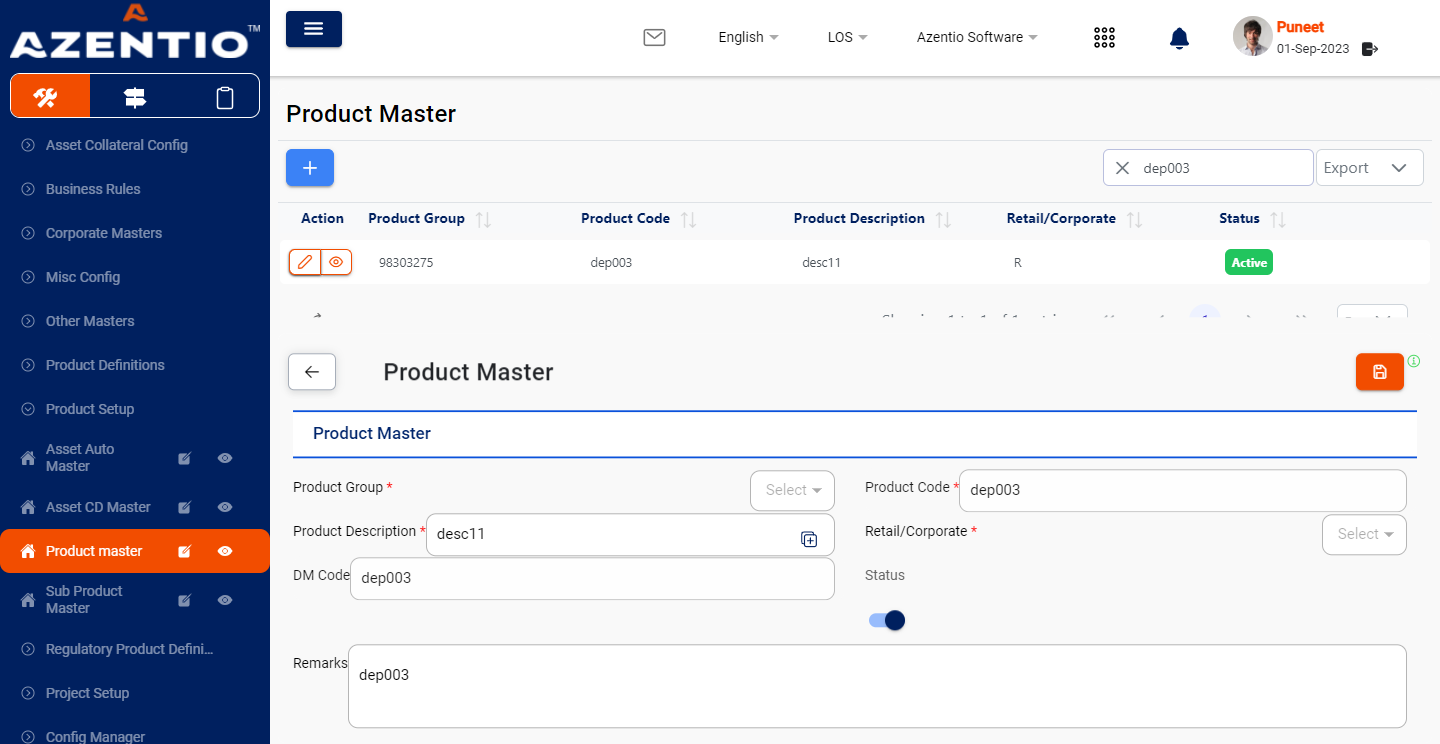 AZENTIO™
English
LOS
Azentio Software
Puneet
01-Sep-2023
Asset Collateral Config
Business Rules
Corporate Masters
Misc Config
Other Masters
Product Definitions
Product Setup
Asset Auto
Master
Asset CD Master
Product master
Sub Product
Master
Regulatory Product Defini...
Project Setup
Config Manager
Product Master
+
dep003
Export
Action Product Group Product Code Product Description Retail/Corporate Status
98303275 dep003 desc11 R Active
Product Master
Product Master
Product Group * Select
Product Code * dep003
Product Description * desc11
Retail/Corporate * Select
DM Code dep003
Status
Remarks dep003